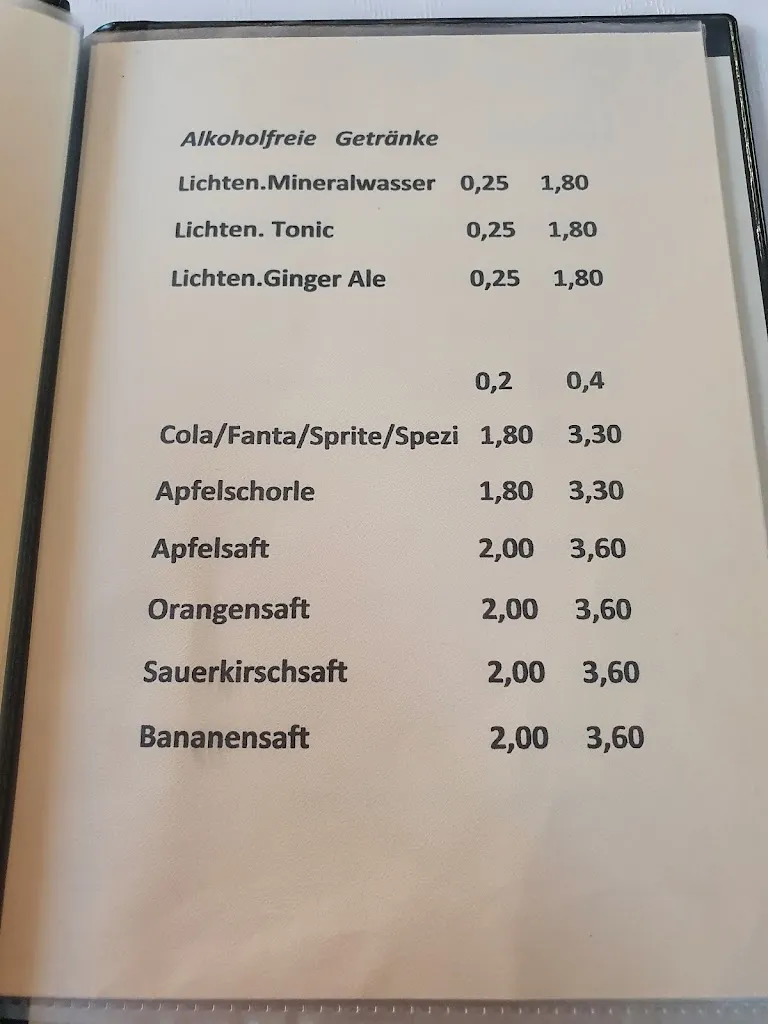 Alkoholfreie Getränke
Lichten.Mineralwasser 0,25 1,80
Lichten. Tonic 0,25 1,80
Lichten.Ginger Ale 0,25 1,80
0,2 0,4
Cola/Fanta/Sprite/Spezi 1,80 3,30
Apfelschorle 1,80 3,30
Apfelsaft 2,00 3,60
Orangensaft 2,00 3,60
Sauerkirschsaft 2,00 3,60
Bananensaft 2,00 3,60